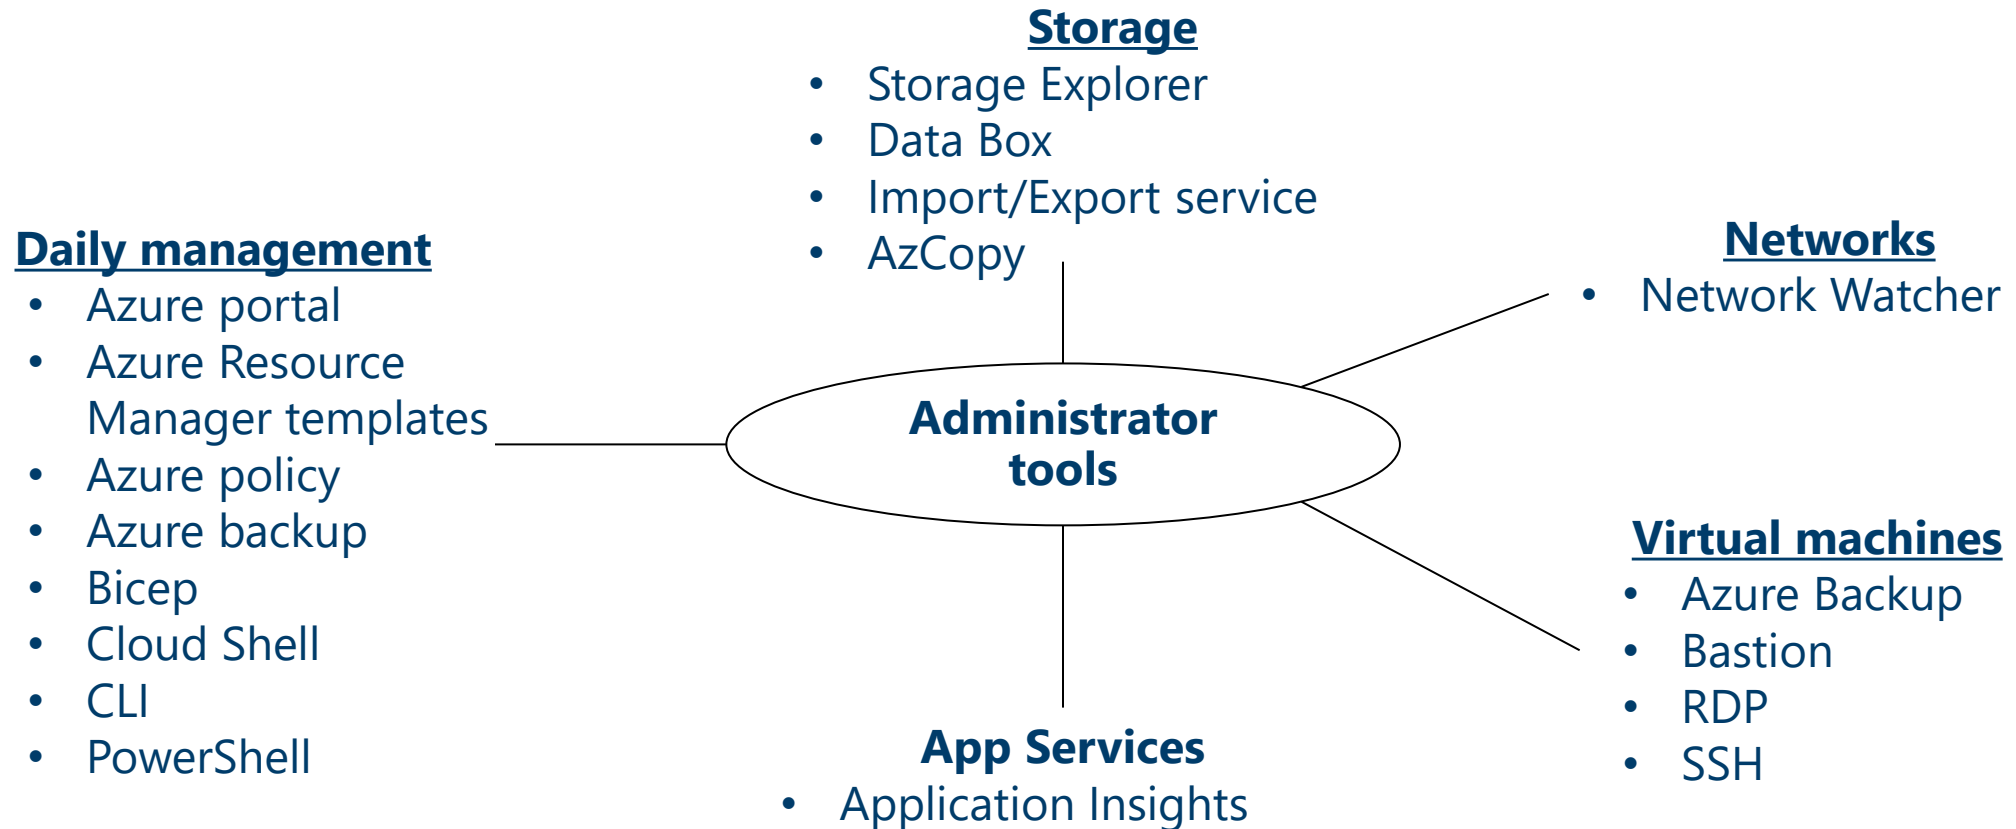 Storage
• Storage Explorer
• Data Box
• Import/Export service
• AzCopy
Daily management
• Azure portal
• Azure Resource
Manager templates
• Azure policy
• Azure backup
• Bicep
• Cloud Shell
• CLI
• PowerShell
Administrator
tools
Networks
• Network Watcher
Virtual machines
• Azure Backup
• Bastion
• RDP
• SSH
App Services
• Application Insights